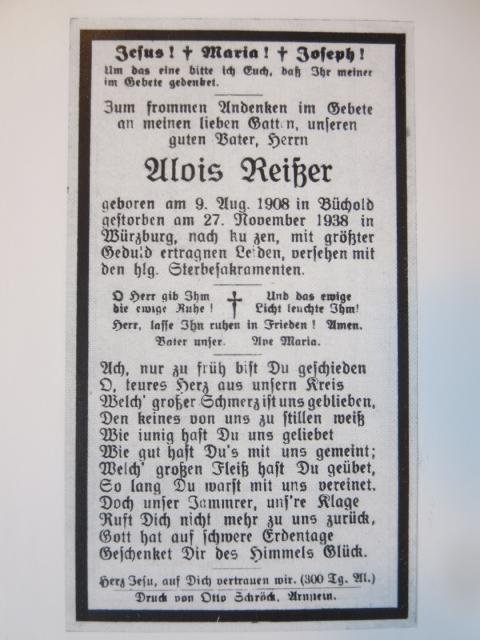 Jesus! † Maria! † Joseph!
Um das eine bitte ich Euch, daß Ihr meiner
im Gebete gedenket.
Zum frommen Andenken im Gebete
an meinen lieben Gatten, unseren
guten Vater, Herrn
Alois Reißer
geboren am 9. Aug. 1908 in Büchold
gestorben am 27. November 1938 in
Würzburg, nach ku zen, mit größter
Geduld ertragnen Leiden, versehen mit
den hlg. Sterbesakramenten.
O Herr gib Ihm † Und das ewige
die ewige Ruhe! Licht leuchte Ihm!
Herr, lasse Ihn ruhen in Frieden! Amen.
Vater unser. Ave Maria.
Ach, nur zu früh bist Du geschieden
O, teures Herz aus unsern Kreis
Welch' großer Schmerz ist uns geblieben,
Den keines von uns zu stillen weiß
Wie iunig hast Du uns geliebet
Wie gut hast Du's mit uns gemeint;
Welch' großen Fleiß hast Du geübet,
So lang Du warst mit uns vereinet.
Doch unser Jammrer, uns're Klage
Ruft Dich nicht mehr zu uns zurück,
Gott hat auf schwere Erdentage
Geschenket Dir des Himmels Glück.
Herz Jesu, auf Dich vertrauen wir. (300 Tg. Al.)
Druck von Otto Schröck, Arnstein.